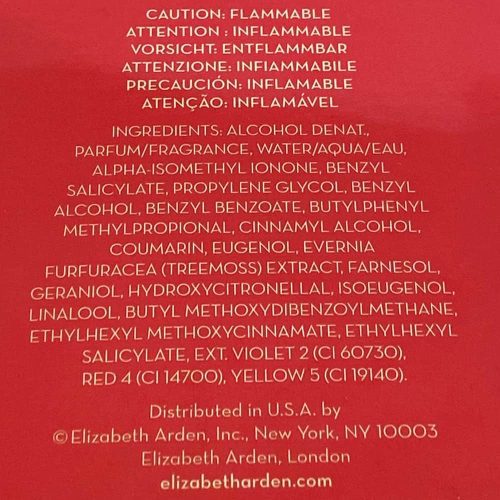 CAUTION: FLAMMABLE
ATTENTION : INFLAMMABLE
VORSICHT: ENTFLAMMBAR
ATTENZIONE: INFIAMMABILE
PRECAUCIÓN: INFLAMABLE
ATENÇÃO: INFLAMÁVEL
INGREDIENTS: ALCOHOL DENAT.,
PARFUM/FRAGRANCE, WATER/AQUA/EAU,
ALPHA-ISOMETHYL IONONE, BENZYL
SALICYLATE, PROPYLENE GLYCOL, BENZYL
ALCOHOL, BENZYL BENZOATE, BUTYLPHENYL
METHYLPROPIONAL, CINNAMYL ALCOHOL,
COUMARIN, EUGENOL, EVERNIA
FURFURACEA (TREEMOSS) EXTRACT, FARNESOL,
GERANIOL, HYDROXYCITRONELLAL, ISOEUGENOL,
LINALOOL, BUTYL METHOXYDIBENZOYLMETHANE,
ETHYLHEXYL METHOXYCINNAMATE, ETHYLHEXYL
SALICYLATE, EXT. VIOLET 2 (CI 60730),
RED 4 (CI 14700), YELLOW 5 (CI 19140).
Distributed in U.S.A. by
©Elizabeth Arden, Inc., New York, NY 10003
Elizabeth Arden, London
elizabetharden.com